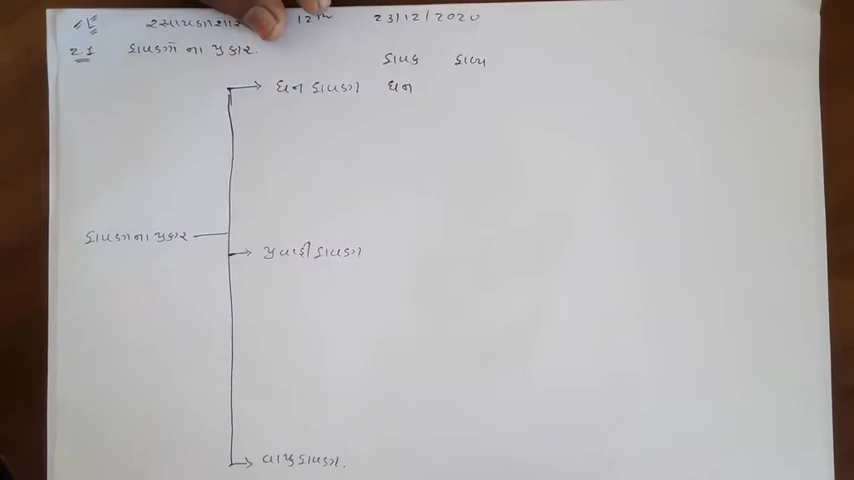 <L> રસાયણશાસ્ત્ર 12th 23/12/2020
2.1 દ્રાવણોના પ્રકાર.
દ્રાવક દ્રાવ્ય
ઘન દ્રાવણો ઘન
દ્રાવણના પ્રકાર
પ્રવાહી દ્રાવણો
વાયુ દ્રાવણો.